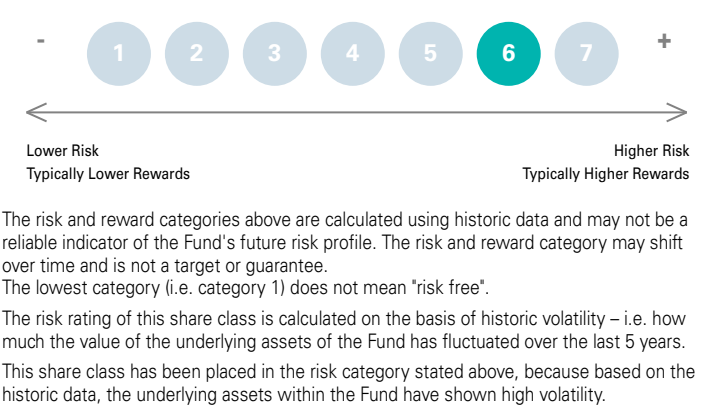 - 1 2 3 4 5 6 7 +
Lower Risk Higher Risk
Typically Lower Rewards Typically Higher Rewards
The risk and reward categories above are calculated using historic data and may not be a
reliable indicator of the Fund's future risk profile. The risk and reward category may shift
over time and is not a target or guarantee.
The lowest category (i.e. category 1) does not mean "risk free".
The risk rating of this share class is calculated on the basis of historic volatility – i.e. how
much the value of the underlying assets of the Fund has fluctuated over the last 5 years.
This share class has been placed in the risk category stated above, because based on the
historic data, the underlying assets within the Fund have shown high volatility.